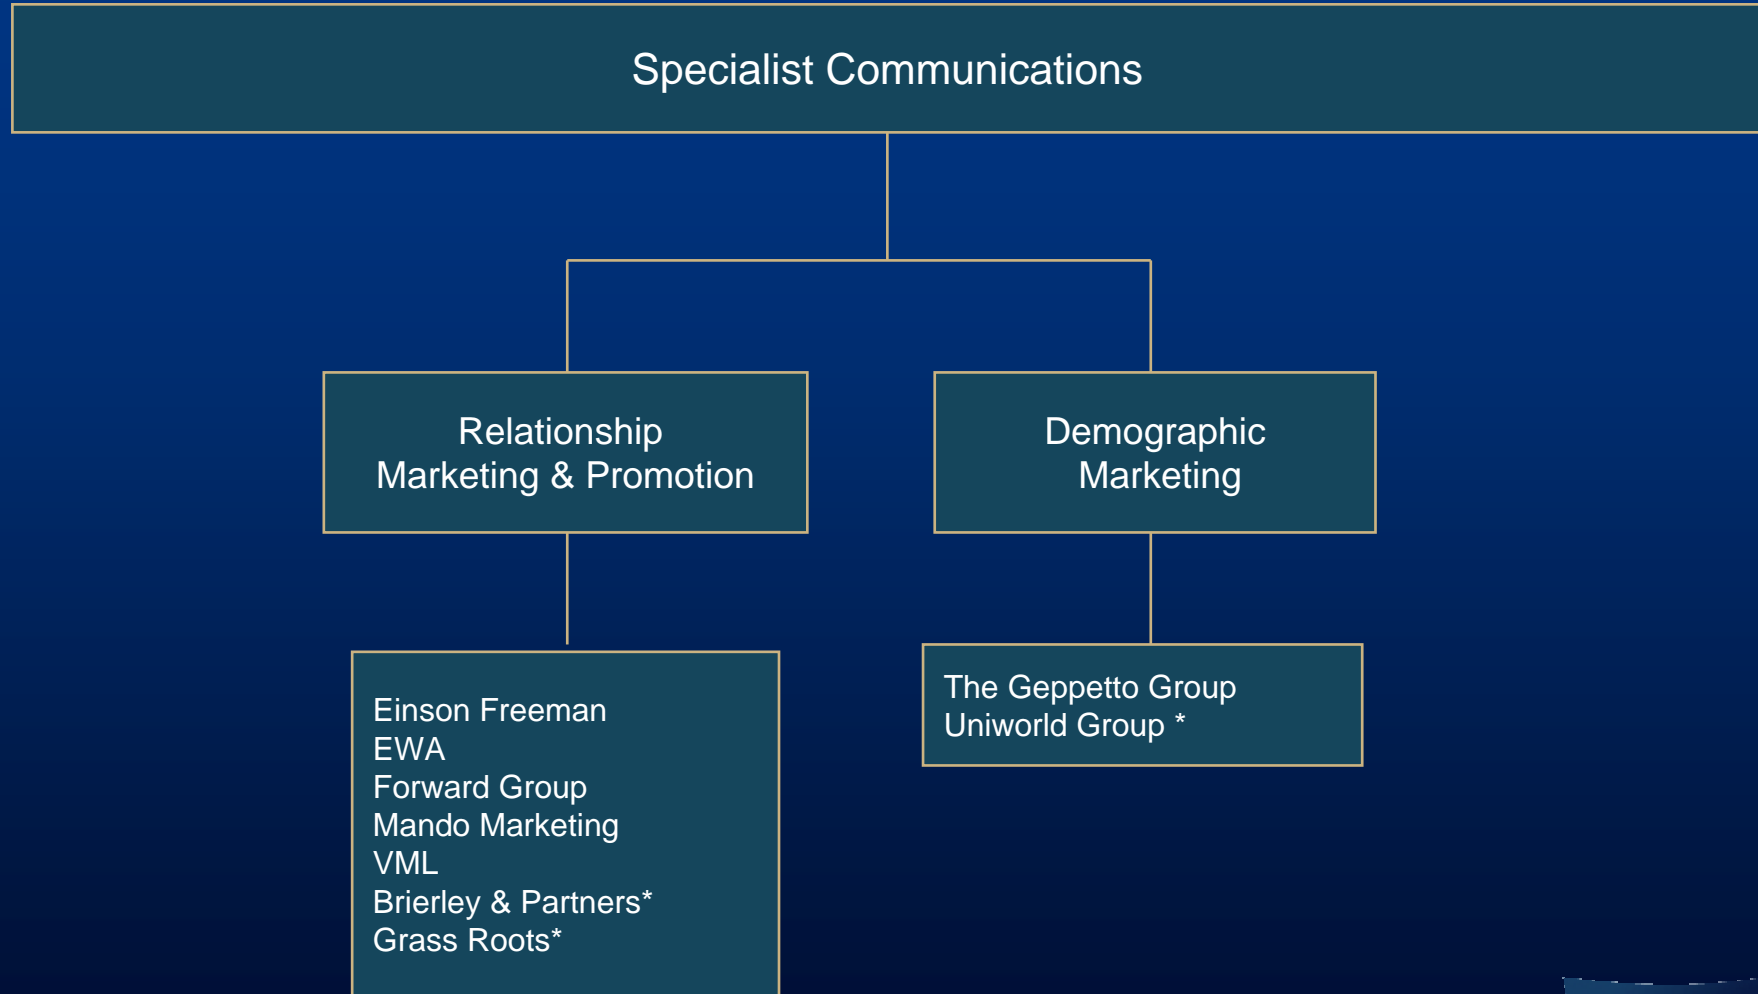 Specialist Communications
Relationship
Marketing & Promotion
Demographic
Marketing
Einson Freeman
EWA
Forward Group
Mando Marketing
VML
Brierley & Partners*
Grass Roots*
The Geppetto Group
Uniworld Group *